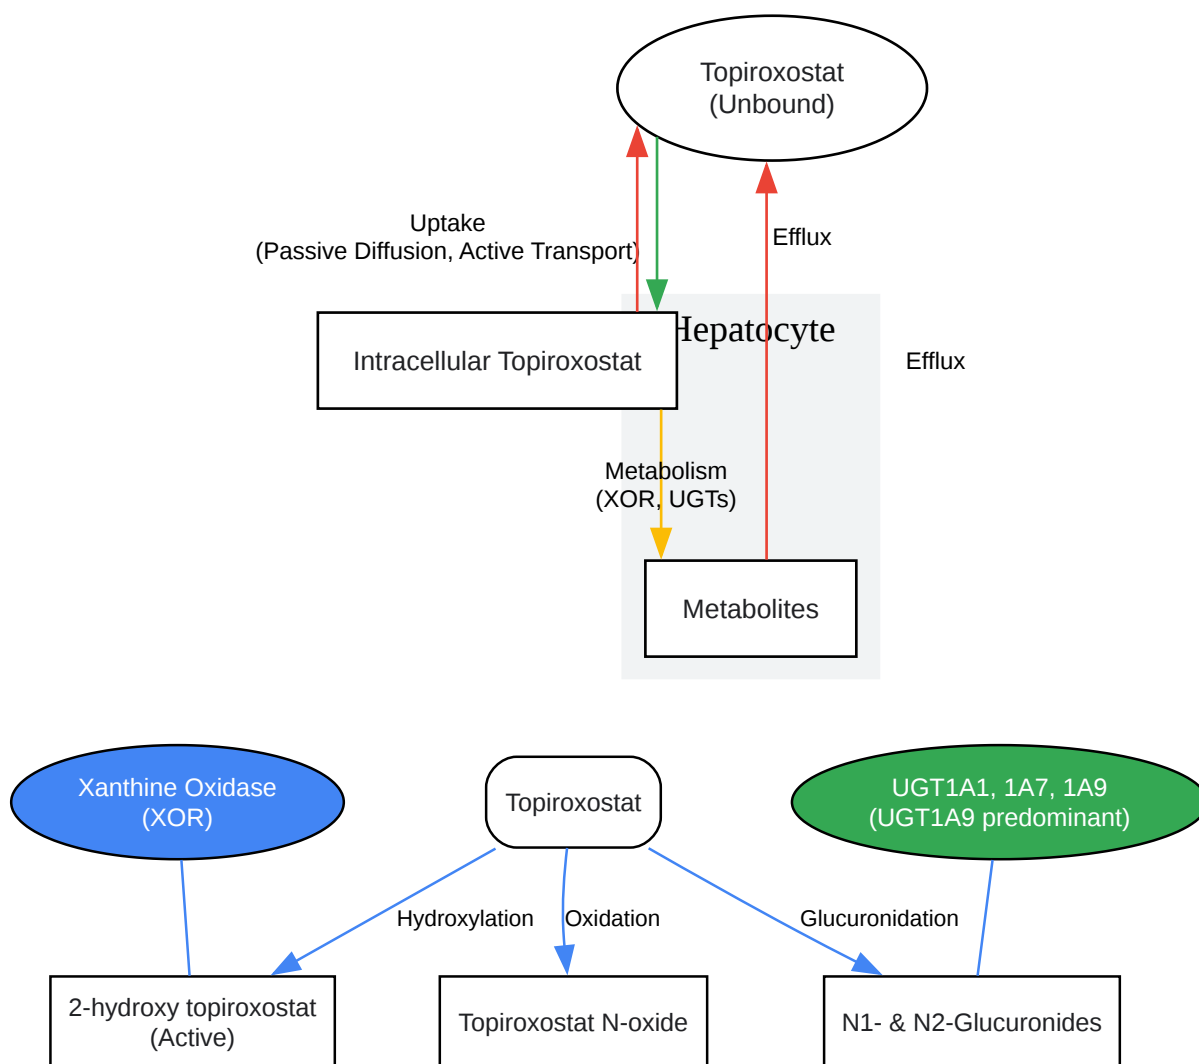 Topiroxostat
(Unbound)
Uptake
(Passive Diffusion, Active Transport)
Efflux
Hepatocyte
Intracellular Topiroxostat
Efflux
Metabolism
(XOR, UGTs)
Metabolites
Xanthine Oxidase
(XOR)
Topiroxostat
UGT1A1, 1A7, 1A9
(UGT1A9 predominant)
Hydroxylation
Oxidation
Glucuronidation
2-hydroxy topiroxostat
(Active)
Topiroxostat N-oxide
N1- & N2-Glucuronides